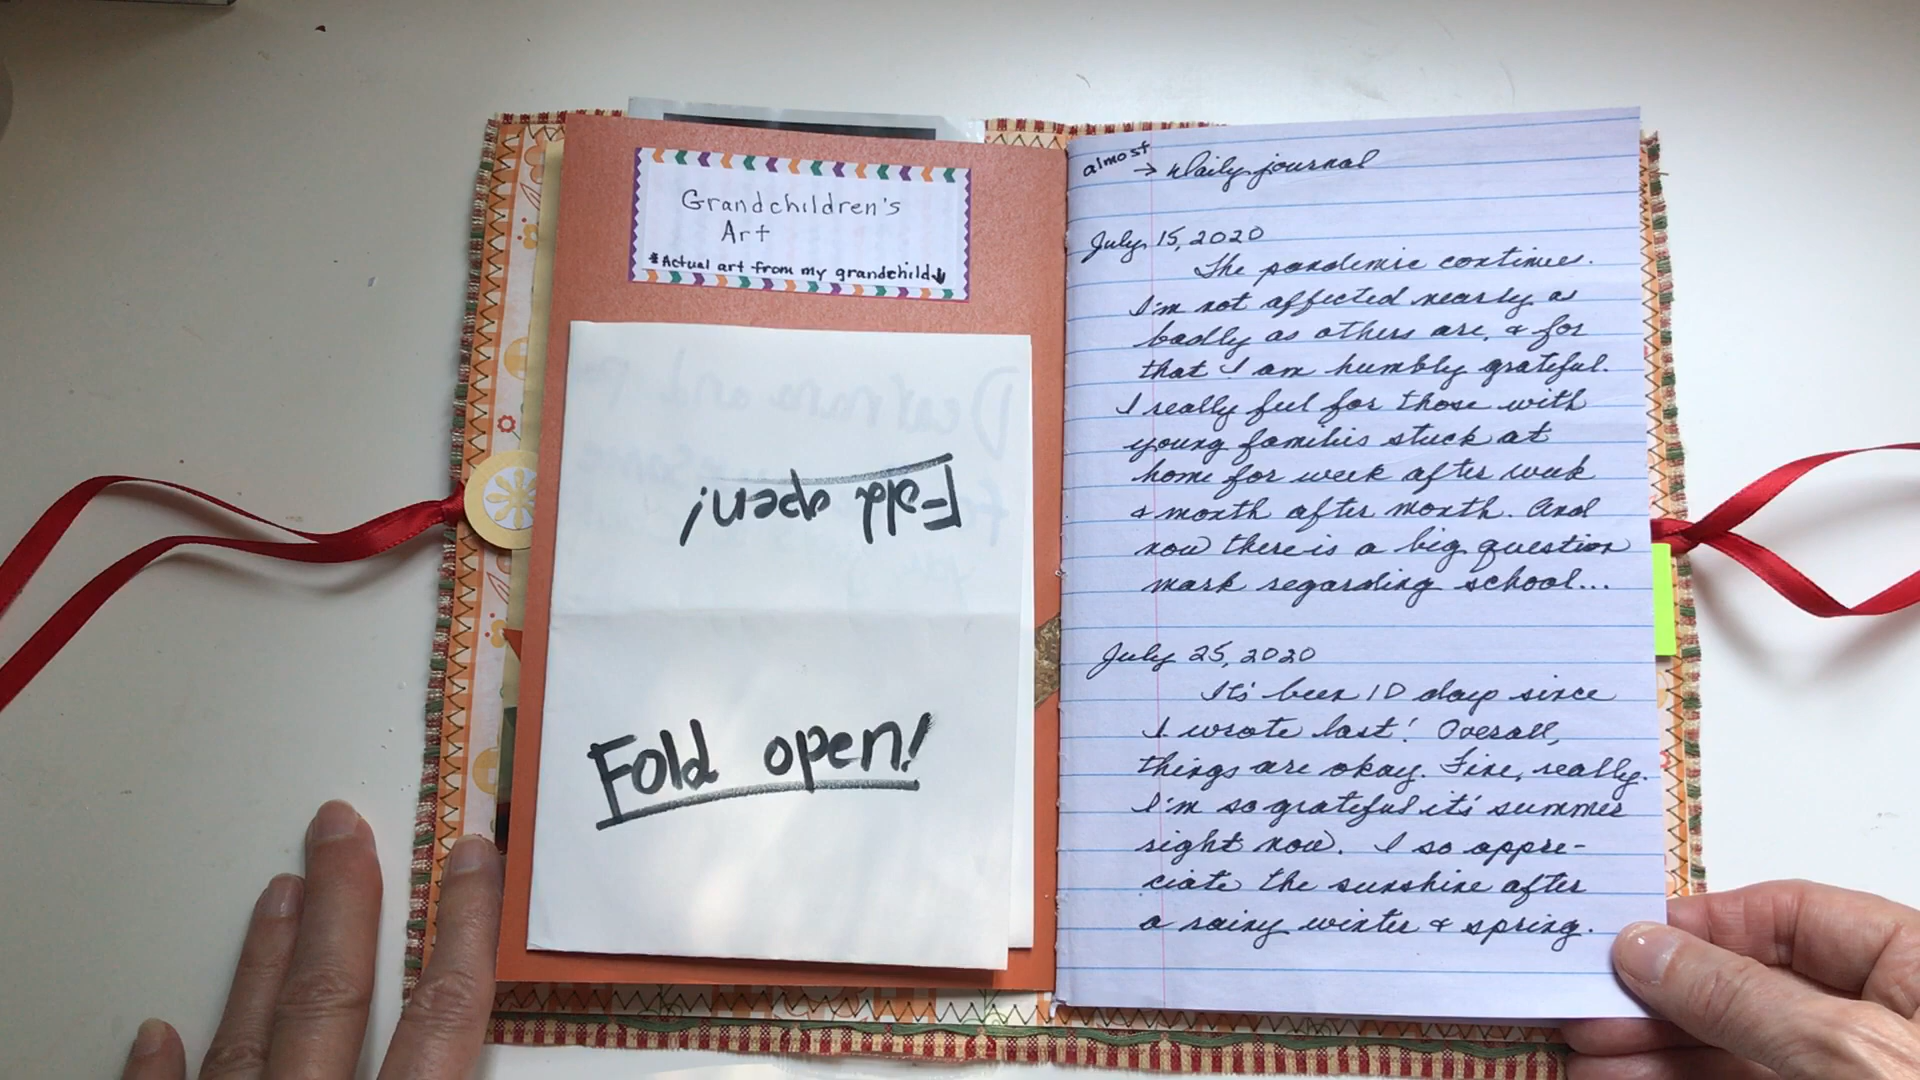 Grandchildren's
Art
*Actual art from my grandchild↓
Fold open!
Fold open!
Dear nana and
almost
→ Daily journal
July 15, 2020
The pandemic continues.
I'm not affected nearly as
badly as others are, & for
that I am humbly grateful.
I really feel for those with
young families stuck at
home for week after week
& month after month. And
now there is a big question
mark regarding school...
July 25, 2020
It's been 10 days since
I wrote last! Overall,
things are okay. Fine, really.
I'm so grateful it's summer
right now. I so appre-
ciate the sunshine after
a rainy winter & spring.